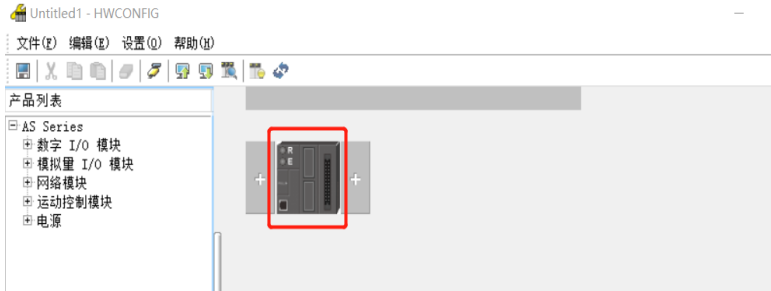 Untitled1 - HWCONFIG
文件(F) 编辑(E) 设置(O) 帮助(H)
产品列表
AS Series
数字 I/O 模块
模拟量 I/O 模块
网络模块
运动控制模块
电源
R
E